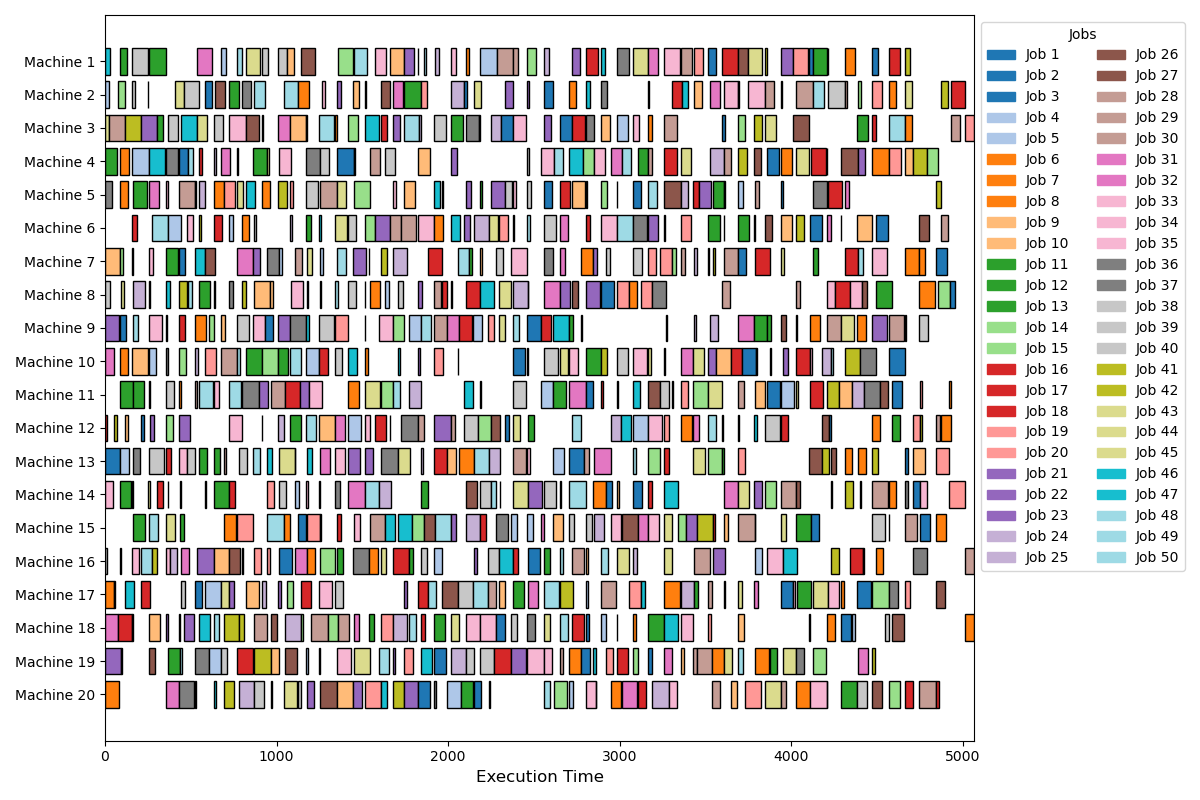 Machine 1
Machine 2
Machine 3
Machine 4
Machine 5
Machine 6
Machine 7
Machine 8
Machine 9
Machine 10
Machine 11
Machine 12
Machine 13
Machine 14
Machine 15
Machine 16
Machine 17
Machine 18
Machine 19
Machine 20
0 1000 2000 3000 4000 5000
Execution Time
Jobs
Job 1 Job 26
Job 2 Job 27
Job 3 Job 28
Job 4 Job 29
Job 5 Job 30
Job 6 Job 31
Job 7 Job 32
Job 8 Job 33
Job 9 Job 34
Job 10 Job 35
Job 11 Job 36
Job 12 Job 37
Job 13 Job 38
Job 14 Job 39
Job 15 Job 40
Job 16 Job 41
Job 17 Job 42
Job 18 Job 43
Job 19 Job 44
Job 20 Job 45
Job 21 Job 46
Job 22 Job 47
Job 23 Job 48
Job 24 Job 49
Job 25 Job 50